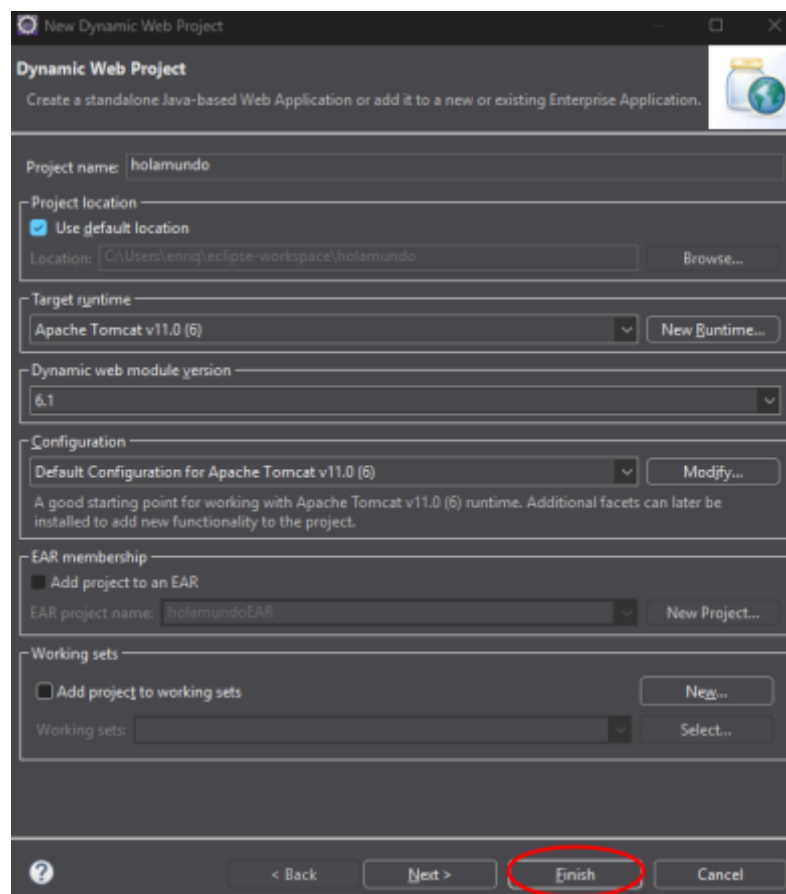 New Dynamic Web Project
Dynamic Web Project
Create a standalone Java-based Web Application or add it to a new or existing Enterprise Application.
Project name: holamundo
Project location
Use default location
Location: C:\Users\enriq\eclipse-workspace\holamundo Browse...
Target runtime
Apache Tomcat v11.0 (6) New Runtime...
Dynamic web module version
6.1
Configuration
Default Configuration for Apache Tomcat v11.0 (6) Modify...
A good starting point for working with Apache Tomcat v11.0 (6) runtime. Additional facets can later be
installed to add new functionality to the project.
EAR membership
Add project to an EAR
EAR project name: holamundoEAR New Project...
Working sets
Add project to working sets New...
Working sets: Select...
? < Back Next > Finish Cancel